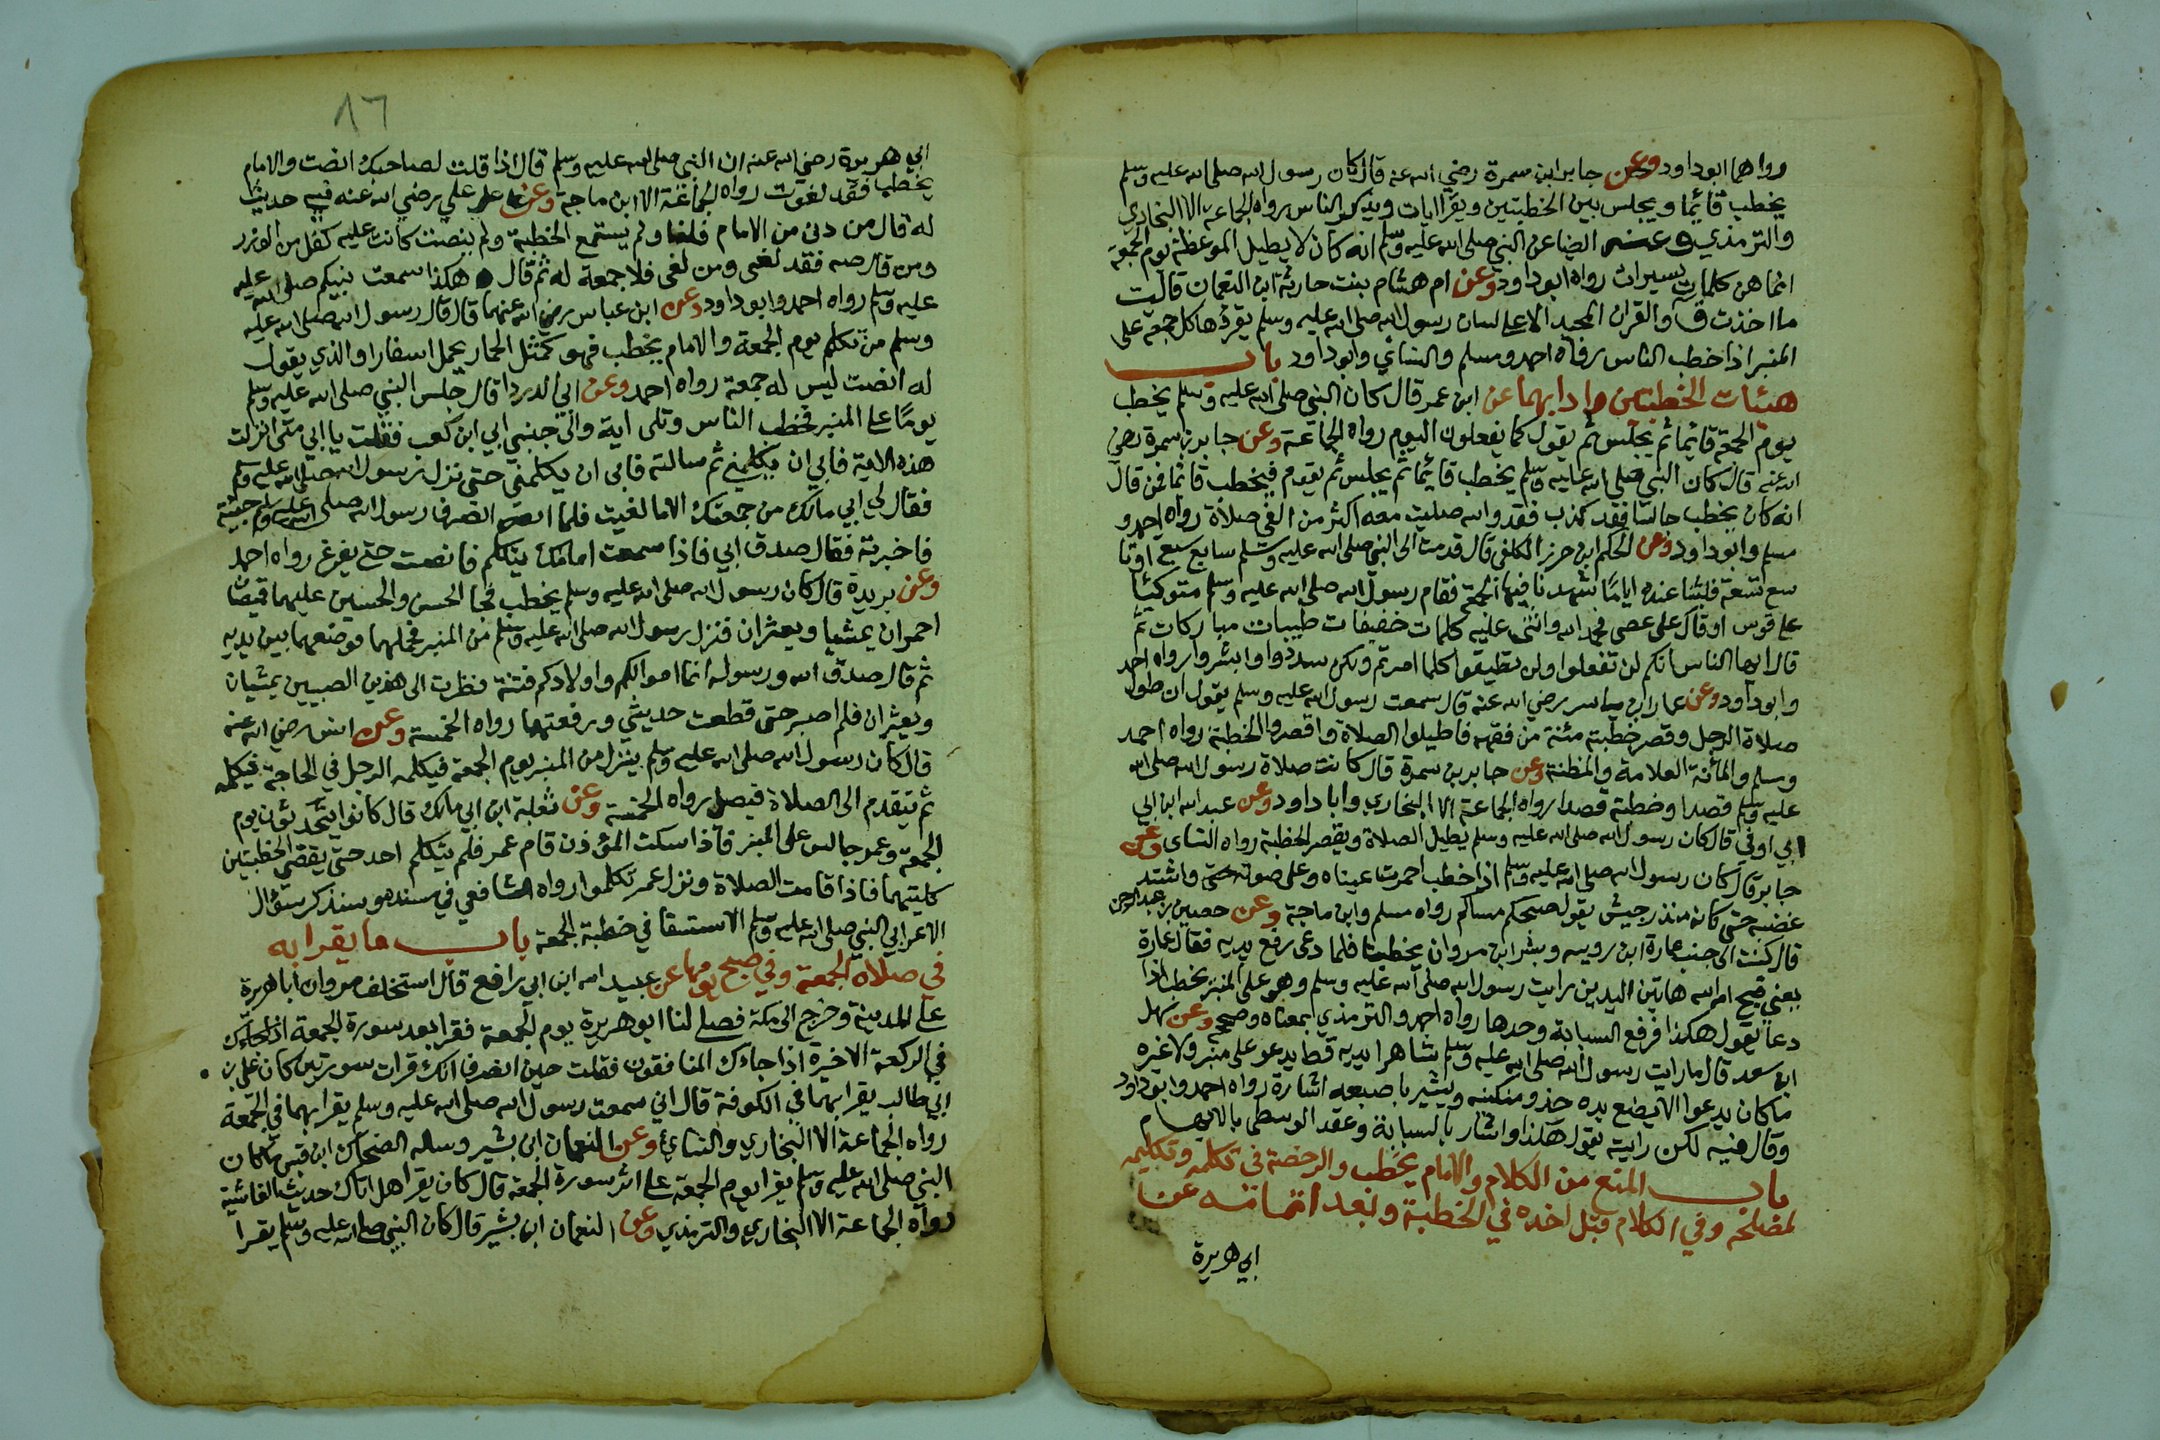 رواهما ابو داود وعن جابر ابن سمرة رضي الله عنه قال كان رسول الله صلى الله عليه وسلم
يخطب قايما ويجلس بين الخطبتين ويقرا ايات ويذكر الناس رواه الجماعة الا البخاري
والترمذي وعنه ايضا عن النبي صلى الله عليه وسلم انه كان لا يطيل الموعظة يوم الجمعة
انما هن كلمات يسيرات رواه ابو داود وعن ام هشام بنت حارثة ابن النعمان قالت
ما اخذت ق والقران المجيد الا على لسان رسول الله صلى الله عليه وسلم يقرؤها كل جمعة على
المنبر اذا خطب الناس رواه احمد ومسلم والنساي وابو داود باب
هيئات الخطبتين وادابهما عن ابن عمر قال كان النبي صلى الله عليه وسلم يخطب
يوم الجمعة قايما ثم يجلس ثم يقول كما يفعلون اليوم رواه الجماعة وعن جابر بن سمرة رضي
الله عنه قال كان النبي صلى الله عليه وسلم يخطب قايما ثم يجلس ثم يقوم فيخطب قائما فمن قال
انه كان يخطب جالسا فقد كذب فقد والله صليت معه اكثر من الفي صلاة رواه احمد و
مسلم وابو داود وعن الحكم ابن حزن الكلفي قال قدمت الى النبي صلى الله عليه وسلم سابع سبع او تا
سع تسعة فلبثنا عنده اياما شهدنا فيها الجمعة فقام رسول الله صلى الله عليه وسلم متوكيا
على قوس او قال على عصى فحمد الله واثنى عليه كلمات خفيفات طيبات مباركات ثم
قال ايها الناس انكم لن تفعلوا ولن تطيقوا كلما امرتم ولكن سددوا وابشروا رواه احمد
وابو داود وعن عمار ابن ياسر رضي الله عنه قال سمعت رسول الله عليه وسلم يقول ان طول
صلاة الرجل وقصر خطبته مئنة من فقهه فاطيلوا الصلاة واقصروا الخطبة رواه احمد
ومسلم والمأنة العلامة والمظنة وعن جابر بن سمرة قال كانت صلاة رسول الله صلى الله
عليه وسلم قصدا وخطبة قصدا رواه الجماعة الا البخاري وابا داود وعن عبد الله ابن ابي
ابي اوفى قال كان رسول الله صلى الله عليه وسلم يطيل الصلاة ويقصر الخطبة رواه النساي وعن
جابر قال كان رسول الله صلى الله عليه وسلم اذا خطب احمرت عيناه وعلى صوته واشتد
غضبه حتى كانه منذر جيش يقول صبحكم مساكم رواه مسلم وابن ماجة وعن حصين بن عبد الرحمن
قال كنت الى جنب عمارة ابن رويبه وبشر ابن مروان يخطبنا فلما دعى رفع يديه فقال عمارة
يعني قبح الله هاتين اليدين رايت رسول الله صلى الله عليه وسلم وهو على المنبر يخطب اذا
دعا يقول هكذا فرفع السبابة وحدها رواه احمد والترمذي بمعناه وصححه وعن سهل
ابن سعد قال ما رايت رسول الله صلى الله عليه وسلم شاهرا يديه قط يدعو على منبر ولا غيره
ما كان يدعوا الا يضع يده حذو منكبه ويشير باصبعه اشارة رواه احمد وابو داود
وقال فيه لكن رايته يقول هكذا واشار بالسبابة وعقد الوسطى بالابهام
باب المنع من الكلام والامام يخطب والرخصة في تكلمه وتكليمه
لمصلحة وفي الكلام قبل اخذه في الخطبة وبعد اتمامه عن
ابي هريرة
٨٦
ابي هريرة رضي الله عنه ان النبي صلى الله عليه وسلم قال اذا قلت لصاحبك انصت والامام
يخطب فقد لغوت رواه الجماعة الا ابن ماجة وعن علي رضي الله عنه في حديث
له قال من دنى من الامام فلغا ولم يستمع الخطبة ولم ينصت كان عليه كفل من الوزر
ومن قال صه فقد لغى ومن لغى فلا جمعة له ثم قال هكذا سمعت نبيكم صلى الله عليه
عليه وسلم رواه احمد وابو داود وعن ابن عباس رضي الله عنهما قال قال رسول الله صلى الله عليه
وسلم من تكلم يوم الجمعة والامام يخطب فهو كمثل الحمار يحمل اسفارا والذي يقول
له انصت ليس له جمعة رواه احمد وعن ابي الدردا قال جلس النبي صلى الله عليه وسلم
يوما على المنبر فخطب الناس وتلى اية والى جنبي ابي ابن كعب فقلت يا ابي متى انزلت
هذه الاية فابى ان يكلمني ثم سالته فابى ان يكلمني حتى نزل رسول الله صلى الله عليه وسلم
فقال لي ابي مالك من جمعتك الا ما لغيت فلما انصرف رسول الله صلى الله عليه وسلم جيته
فاخبرته فقال صدق ابي فاذا سمعت امامك يتكلم فانصت حتى يفرغ رواه احمد
وعن بريدة قال كان رسول الله صلى الله عليه وسلم يخطب فجا الحسن والحسين عليهما قميصان
احمران يمشيا ويعثران فنزل رسول الله صلى الله عليه وسلم من المنبر فحملهما فوضعهما بين يديه
ثم قال صدق الله ورسوله انما اموالكم واولادكم فتنة نظرت الى هذين الصبيين يمشيان
ويعثران فلم اصبر حتى قطعت حديثي ورفعتهما رواه الخمسة وعن انس رضي الله عنه
قال كان رسول الله صلى الله عليه وسلم ينزل من المنبر يوم الجمعة فيكلمه الرجل في الحاجة فيكلمه
ثم يتقدم الى الصلاة فيصلي رواه الخمسة وعن ثعلبة ابن ابي مالك قال كانوا يتحدثون يوم
الجمعة وعمر جالس على المنبر فاذا سكت المؤذن قام عمر فلم يتكلم احد حتى يقضي الخطبتين
كلتيهما فاذا قامت الصلاة ونزل عمر تكلموا رواه الشافعي في مسنده وسنذكر سؤال
الاعرابي النبي صلى الله عليه وسلم الاستسقا في خطبة الجمعة باب ما يقرا به
في صلاة الجمعة وفي صبح يومها عن عبيد الله ابن ابي رافع قال استخلف مروان ابا هريرة
على المدينة وخرج الى مكة فصلى لنا ابو هريرة يوم الجمعة فقرا بعد سورة الجمعة اذا جاءك
في الركعة الاخيرة اذا جاءك المنافقون فقلت حين انصرف انك قرات سورتين كان علي بن
ابي طالب يقرا بهما في الكوفة قال اني سمعت رسول الله صلى الله عليه وسلم يقرا بهما في الجمعة
رواه الجماعة الا البخاري والنساي وعن النعمان ابن بشير وساله الضحاك ابن قيس ما كان
النبي صلى الله عليه وسلم يقرا يوم الجمعة على اثر سورة الجمعة قال كان يقرا هل اتاك حديث الغاشية
رواه الجماعة الا البخاري والترمذي وعن النعمان ابن بشير قال كان النبي صلى الله عليه وسلم يقرا